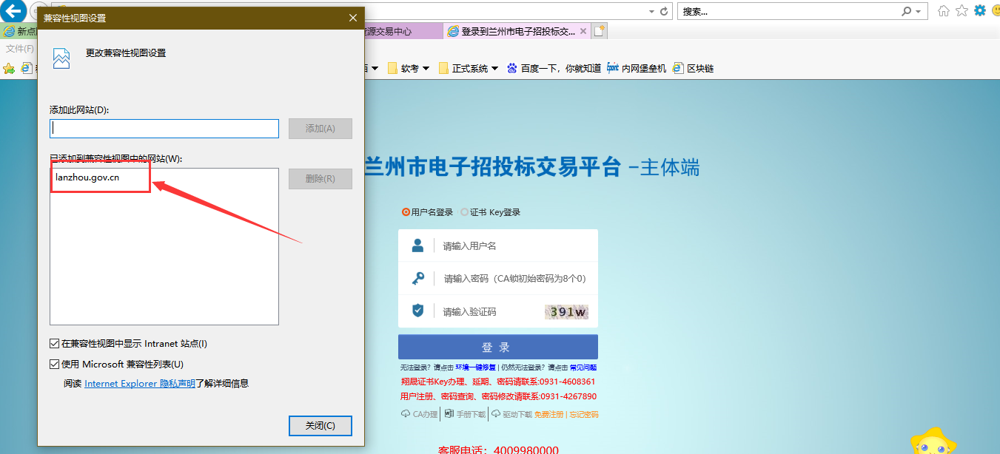 兼容性视图设置
搜索...
新点
资源交易中心
登录到兰州市电子招投标交...
文件(F)
更改兼容性视图设置
软考
正式系统
百度一下，你就知道
内网堡垒机
区块链
添加此网站(D):
添加(A)
已添加到兼容性视图中的网站(W):
lanzhou.gov.cn
删除(R)
兰州市电子招投标交易平台 –主体端
用户名登录 证书 Key登录
请输入用户名
请输入密码（CA锁初始密码为8个0）
请输入验证码 391w
登 录
在兼容性视图中显示 Intranet 站点(I)
使用 Microsoft 兼容性列表(U)
阅读 Internet Explorer 隐私声明了解详细信息
无法登录？请点击 环境一键修复 | 仍然无法登录？请点击 常见问题
翔晟证书Key办理、延期、密码请联系:0931-4608361
用户注册、密码查询、密码修改请联系:0931-4267890
CA办理 手册下载 驱动下载 免费注册 | 忘记密码
关闭(C)
客服电话：4009980000